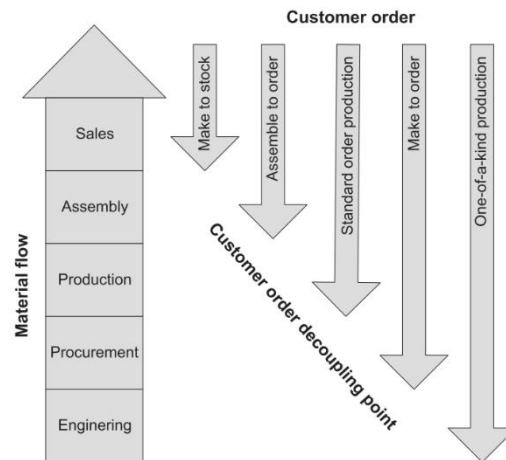 Customer order
Make to stock
Assemble to order
Standard order production
Make to order
One-of-a-kind production
Sales
Assembly
Production
Procurement
Enginering
Material flow
Customer order decoupling point